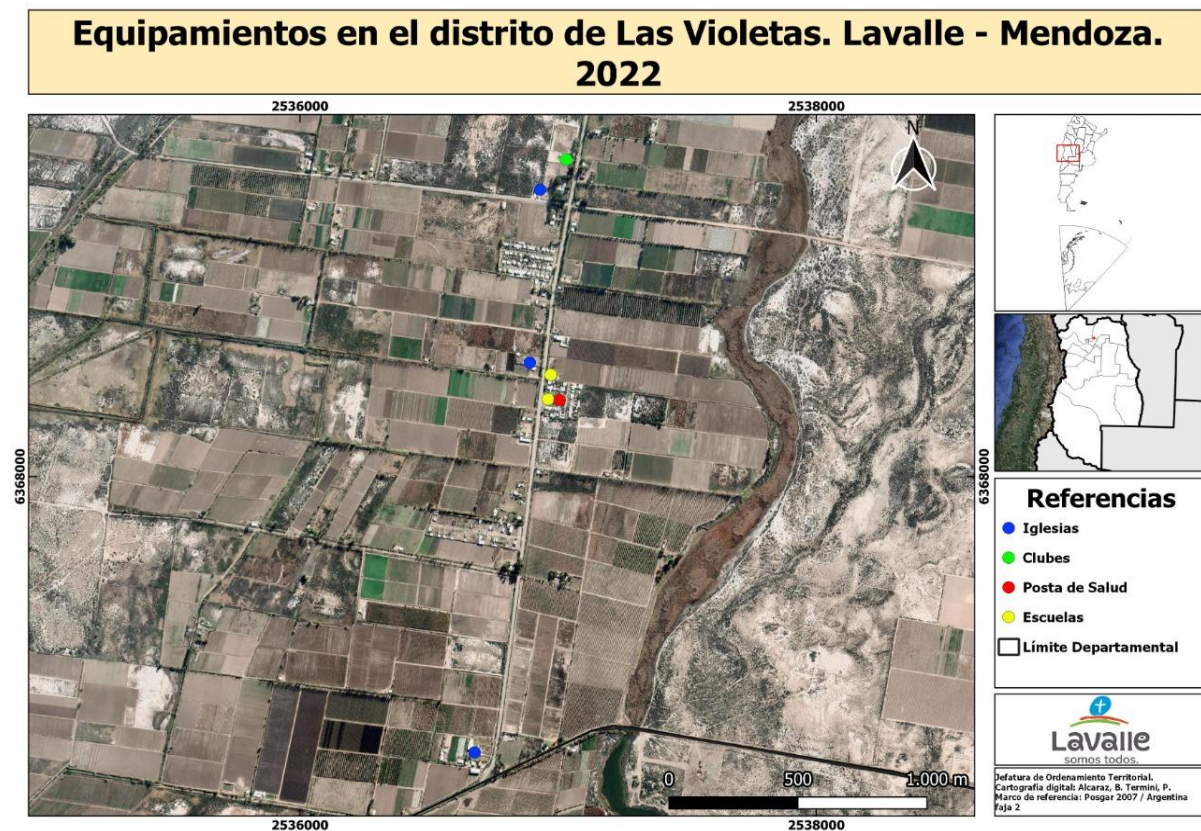 Equipamientos en el distrito de Las Violetas. Lavalle - Mendoza.
2022
2536000
2538000
N
6368000
6368000
0 500 1.000 m
2536000
2538000
Referencias
Iglesias
Clubes
Posta de Salud
Escuelas
Límite Departamental
Lavalle
somos todos.
Jefatura de Ordenamiento Territorial.
Cartografía digital: Alcaraz, B. Termini, P.
Marco de referencia: Posgar 2007 / Argentina
faja 2